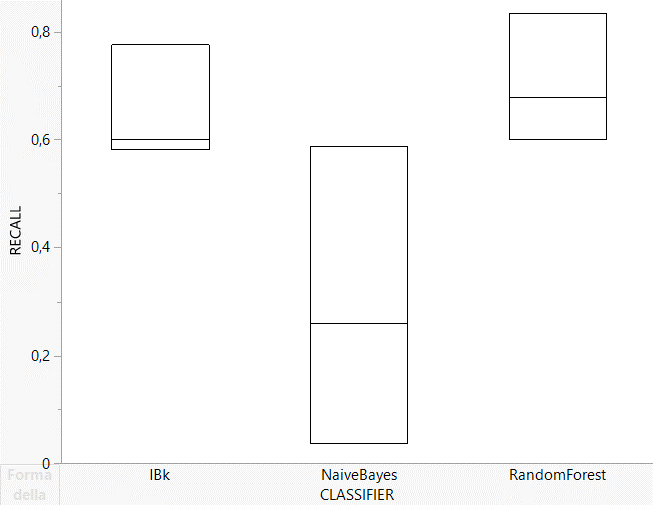 0,8
0,6
0,4
0,2
0
RECALL
IBk
NaiveBayes
RandomForest
CLASSIFIER
Forma
della